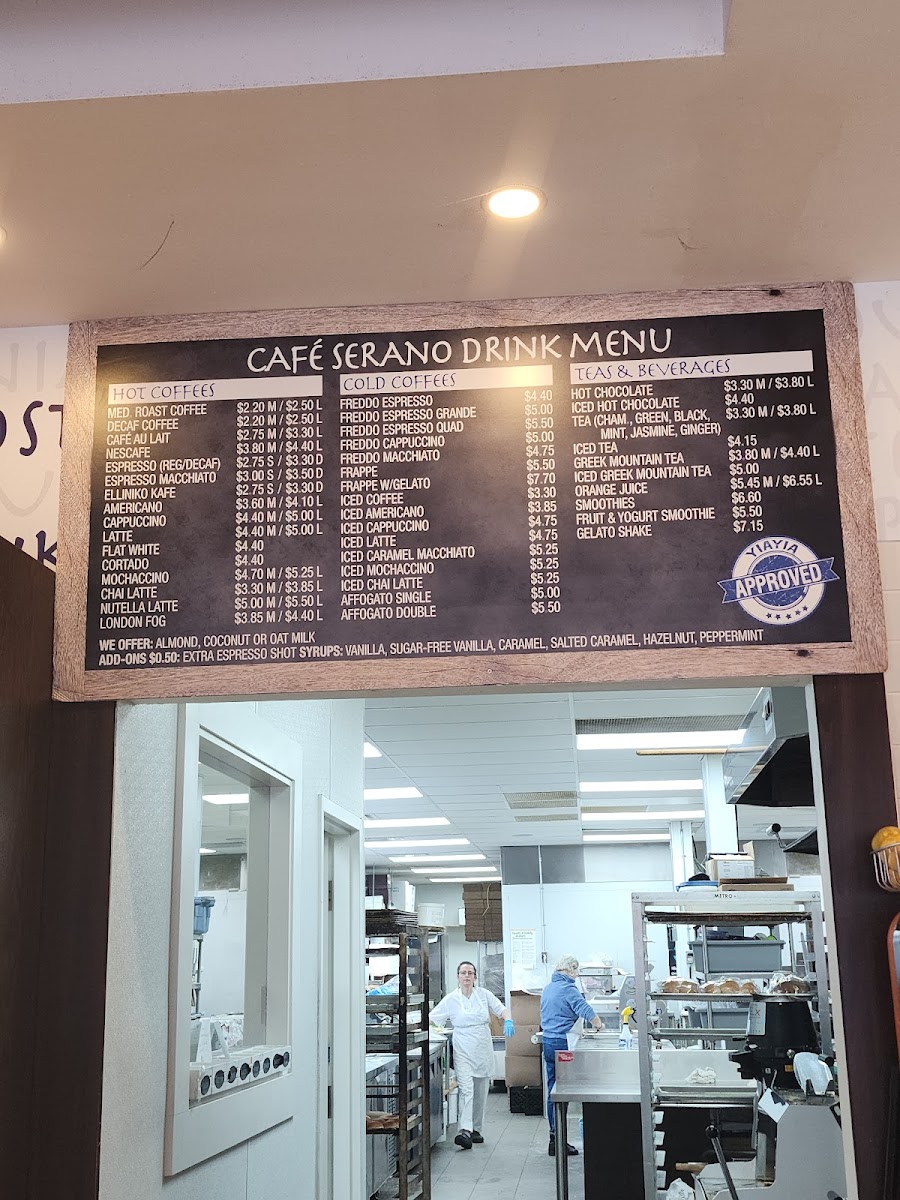 CAFÉ SERANO DRINK MENU
HOT COFFEES
MED. ROAST COFFEE $2.20 M / $2.50 L
DECAF COFFEE $2.20 M / $2.50 L
CAFÉ AU LAIT $2.75 M / $3.30 L
NESCAFE $3.80 M / $4.40 L
ESPRESSO (REG/DECAF) $2.75 S / $3.30 D
ESPRESSO MACCHIATO $3.00 S / $3.50 D
ELLINIKO KAFE $2.75 S / $3.30 D
AMERICANO $3.60 M / $4.10 L
CAPPUCCINO $4.40 M / $5.00 L
LATTE $4.40 M / $5.00 L
FLAT WHITE $4.40
CORTADO $4.40
MOCHACCINO $4.70 M / $5.25 L
CHAI LATTE $3.30 M / $3.85 L
NUTELLA LATTE $5.00 M / $5.50 L
LONDON FOG $3.85 M / $4.40 L
COLD COFFEES
FREDDO ESPRESSO $4.40
FREDDO ESPRESSO GRANDE $5.00
FREDDO ESPRESSO QUAD $5.50
FREDDO CAPPUCCINO $5.00
FREDDO MACCHIATO $4.75
FRAPPE $5.50
FRAPPE W/GELATO $7.70
ICED COFFEE $3.30
ICED AMERICANO $3.85
ICED CAPPUCCINO $4.75
ICED LATTE $4.75
ICED CARAMEL MACCHIATO $5.25
ICED MOCHACCINO $5.25
ICED CHAI LATTE $5.25
AFFOGATO SINGLE $5.00
AFFOGATO DOUBLE $5.50
TEAS & BEVERAGES
HOT CHOCOLATE $3.30 M / $3.80 L
ICED HOT CHOCOLATE $4.40
TEA (CHAM., GREEN, BLACK, $3.30 M / $3.80 L
MINT, JASMINE, GINGER)
ICED TEA $4.15
GREEK MOUNTAIN TEA $3.80 M / $4.40 L
ICED GREEK MOUNTAIN TEA $5.00
ORANGE JUICE $5.45 M / $6.55 L
SMOOTHIES $6.60
FRUIT & YOGURT SMOOTHIE $5.50
GELATO SHAKE $7.15
YIAYIA
APPROVED
WE OFFER: ALMOND, COCONUT OR OAT MILK
ADD-ONS $0.50: EXTRA ESPRESSO SHOT SYRUPS: VANILLA, SUGAR-FREE VANILLA, CARAMEL, SALTED CARAMEL, HAZELNUT, PEPPERMINT
METRO